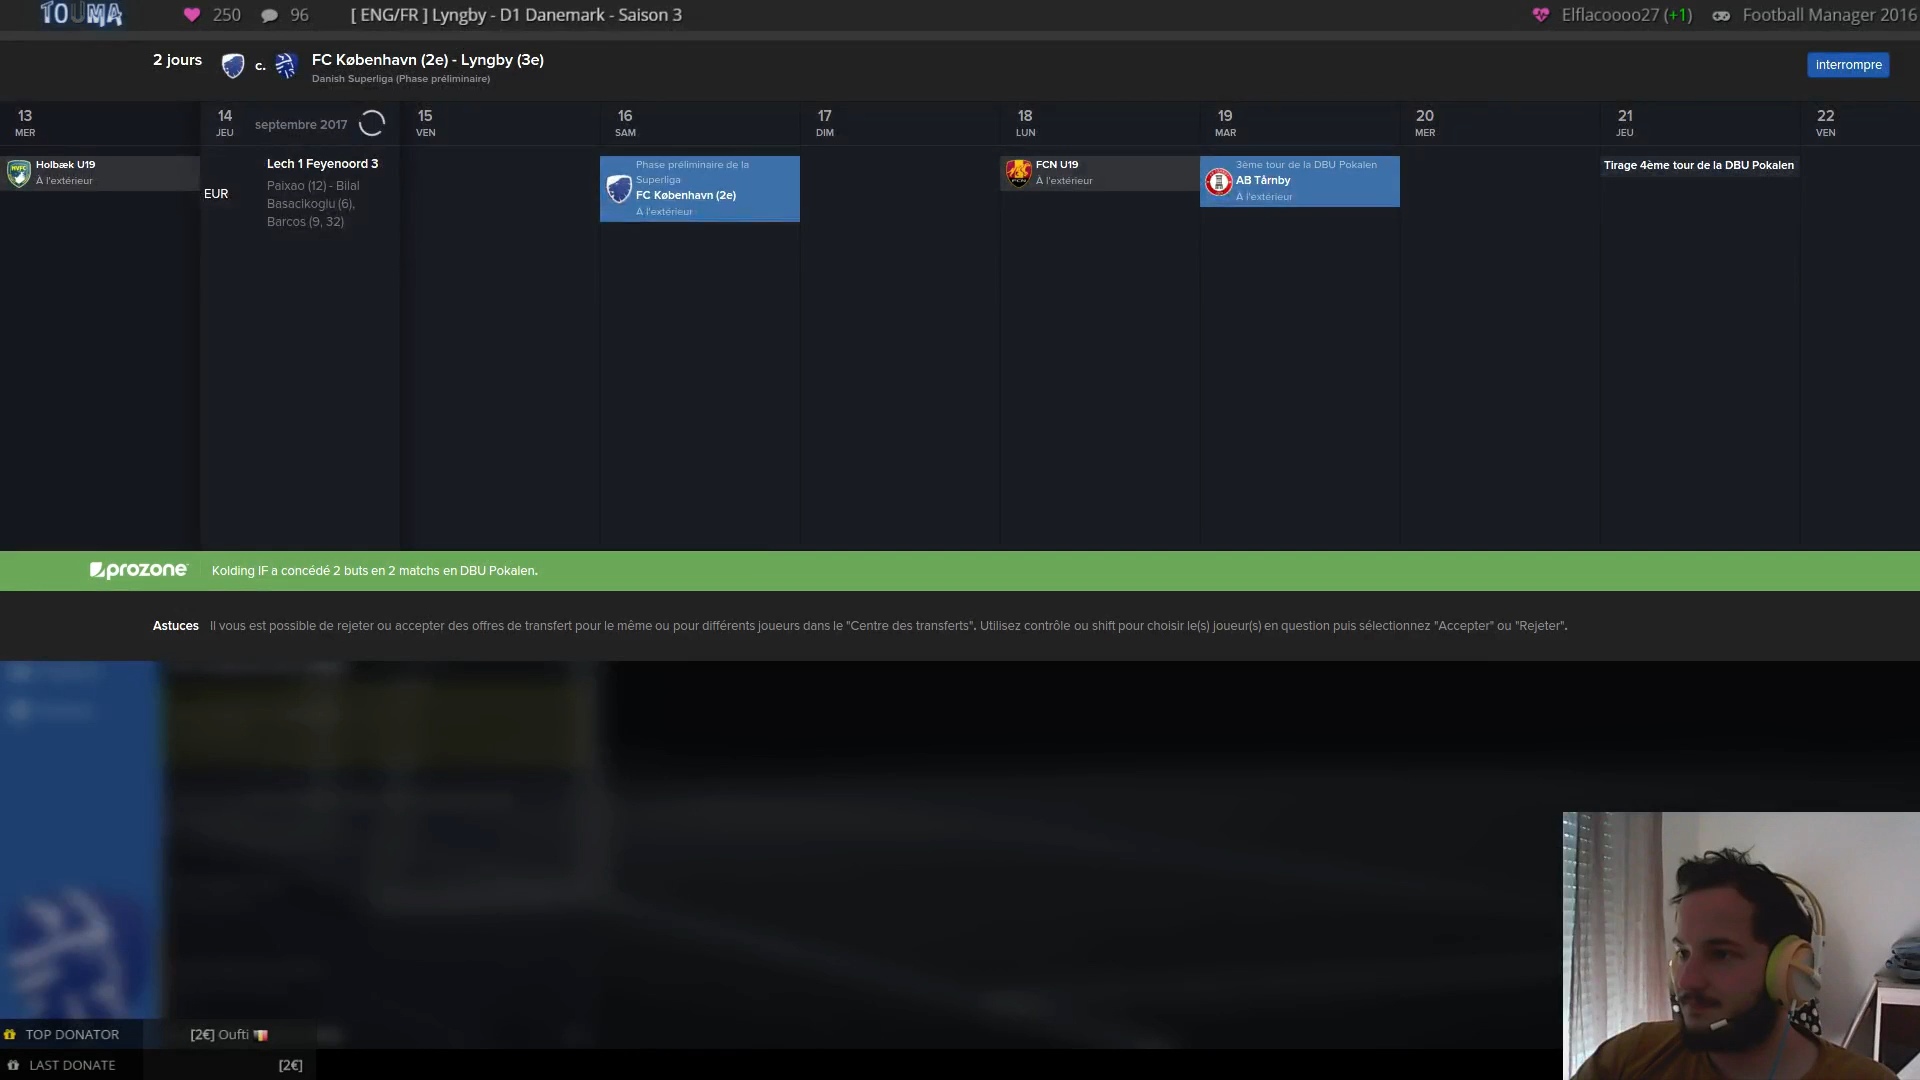 TOUMA
250
96
[ ENG/FR ] Lyngby - D1 Danemark - Saison 3
Elflacoooo27 (+1)
Football Manager 2016
2 jours
c.
FC København (2e) - Lyngby (3e)
Danish Superliga (Phase préliminaire)
interrompre
13
MER
14
JEU
septembre 2017
15
VEN
16
SAM
17
DIM
18
LUN
19
MAR
20
MER
21
JEU
22
VEN
Holbæk U19
À l'extérieur
EUR
Lech 1 Feyenoord 3
Paixao (12) - Bilal
Basacikoglu (6),
Barcos (9, 32)
Phase préliminaire de la
Superliga
FC København (2e)
À l'extérieur
FCN U19
À l'extérieur
3ème tour de la DBU Pokalen
AB Tårnby
À l'extérieur
Tirage 4ème tour de la DBU Pokalen
prozone
Kolding IF a concédé 2 buts en 2 matchs en DBU Pokalen.
Astuces
Il vous est possible de rejeter ou accepter des offres de transfert pour le même ou pour différents joueurs dans le "Centre des transferts". Utilisez contrôle ou shift pour choisir le(s) joueur(s) en question puis sélectionnez "Accepter" ou "Rejeter".
TOP DONATOR
[2€] Oufti
LAST DONATE
[2€]